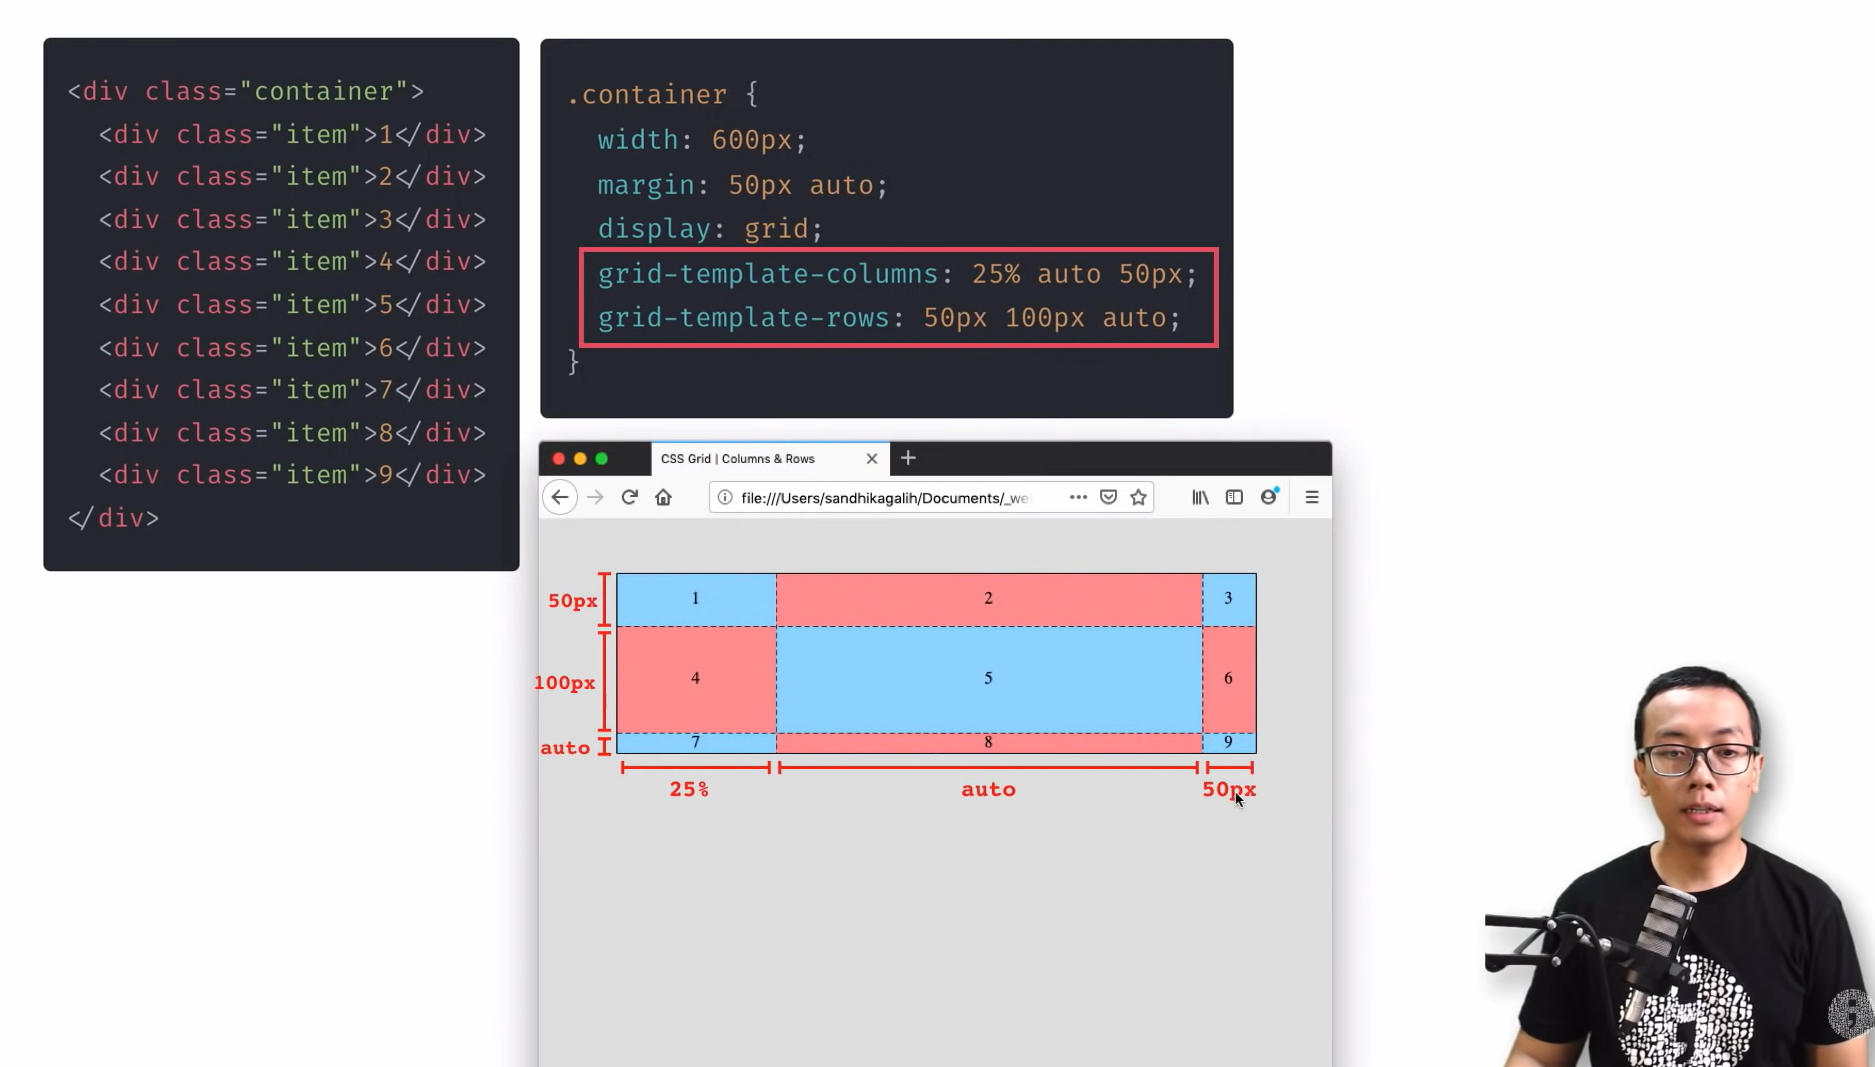 <div class="container">
<div class="item">1</div>
<div class="item">2</div>
<div class="item">3</div>
<div class="item">4</div>
<div class="item">5</div>
<div class="item">6</div>
<div class="item">7</div>
<div class="item">8</div>
<div class="item">9</div>
</div>
.container {
width: 600px;
margin: 50px auto;
display: grid;
grid-template-columns: 25% auto 50px;
grid-template-rows: 50px 100px auto;
}
CSS Grid | Columns & Rows
file:///Users/sandhikagalih/Documents/_we
50px 1 2 3
100px 4 5 6
auto 7 8 9
25% auto 50px